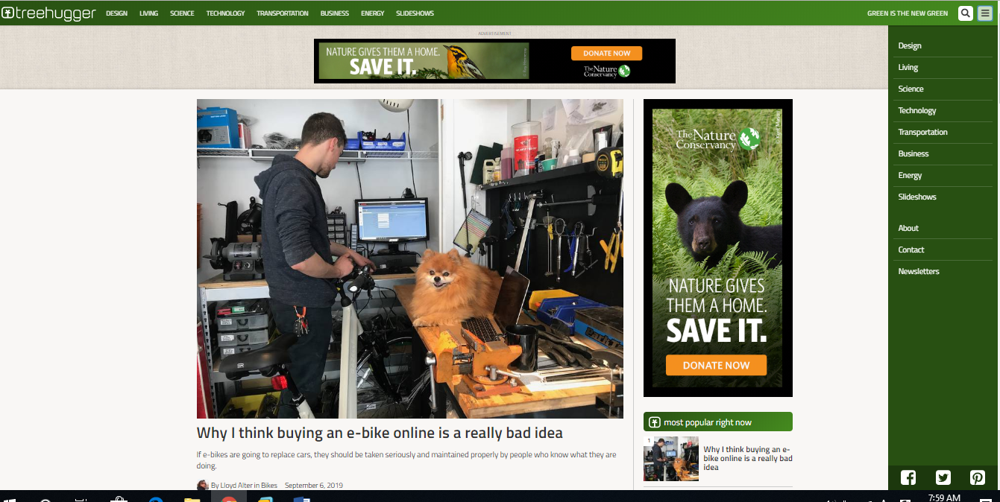 treehugger
DESIGN LIVING SCIENCE TECHNOLOGY TRANSPORTATION BUSINESS ENERGY SLIDESHOWS
GREEN IS THE NEW GREEN
ADVERTISEMENT
NATURE GIVES THEM A HOME.
SAVE IT.
DONATE NOW
The Nature
Conservancy
The Nature
Conservancy
NATURE GIVES
THEM A HOME.
SAVE IT.
DONATE NOW
Why I think buying an e-bike online is a really bad idea
If e-bikes are going to replace cars, they should be taken seriously and maintained properly by people who know what they are
doing.
By Lloyd Alter in Bikes September 6, 2019
most popular right now
1
Why I think buying an e-
bike online is a really bad
idea
Design
Living
Science
Technology
Transportation
Business
Energy
Slideshows
About
Contact
Newsletters
7:59 AM